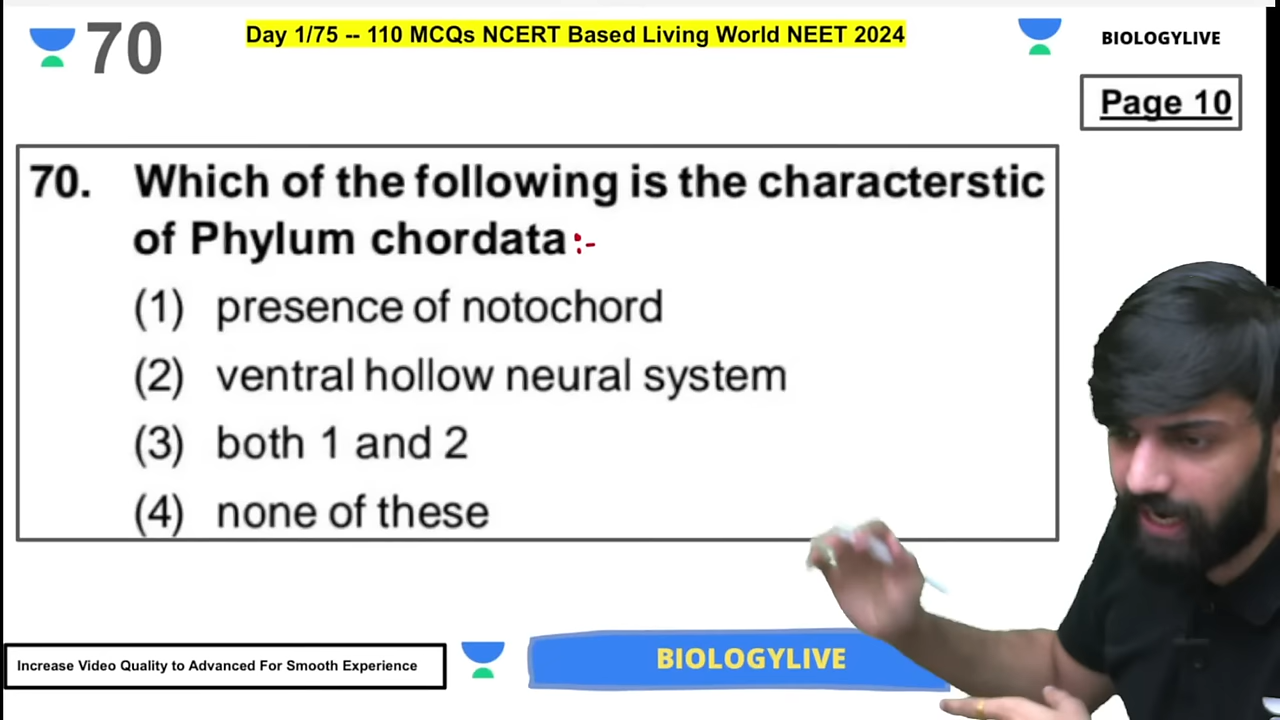 70
Day 1/75 -- 110 MCQs NCERT Based Living World NEET 2024
BIOLOGYLIVE
Page 10
70. Which of the following is the characterstic
of Phylum chordata :-
(1) presence of notochord
(2) ventral hollow neural system
(3) both 1 and 2
(4) none of these
Increase Video Quality to Advanced For Smooth Experience
BIOLOGYLIVE